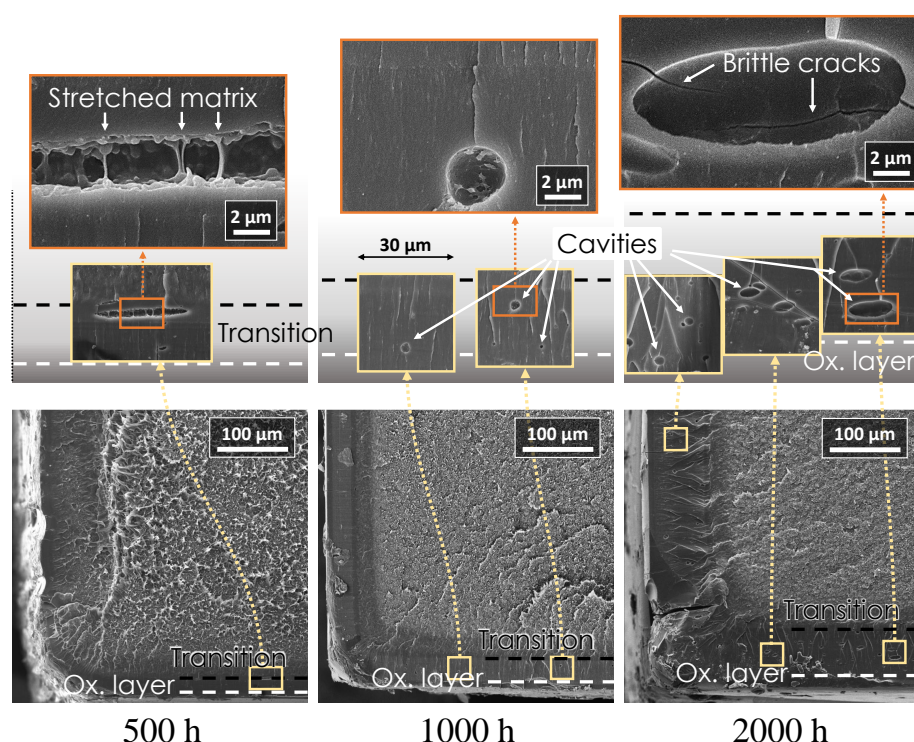 Stretched matrix
2 µm
2 µm
Brittle cracks
2 µm
30 µm
Cavities
Transition
Ox. layer
100 µm
100 µm
100 µm
Transition
Ox. layer
Transition
Ox. layer
Transition
Ox. layer
500 h
1000 h
2000 h